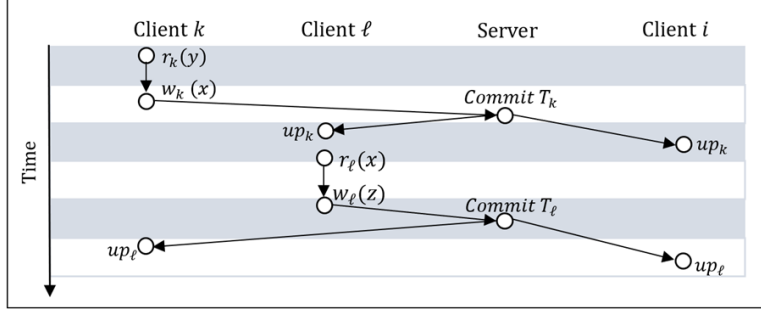 Client k Client ℓ Server Client i
r_k(y)
w_k (x)
Commit T_k
up_k up_k
r_ℓ(x)
w_ℓ(z)
Commit T_ℓ
up_ℓ
up_ℓ
Time